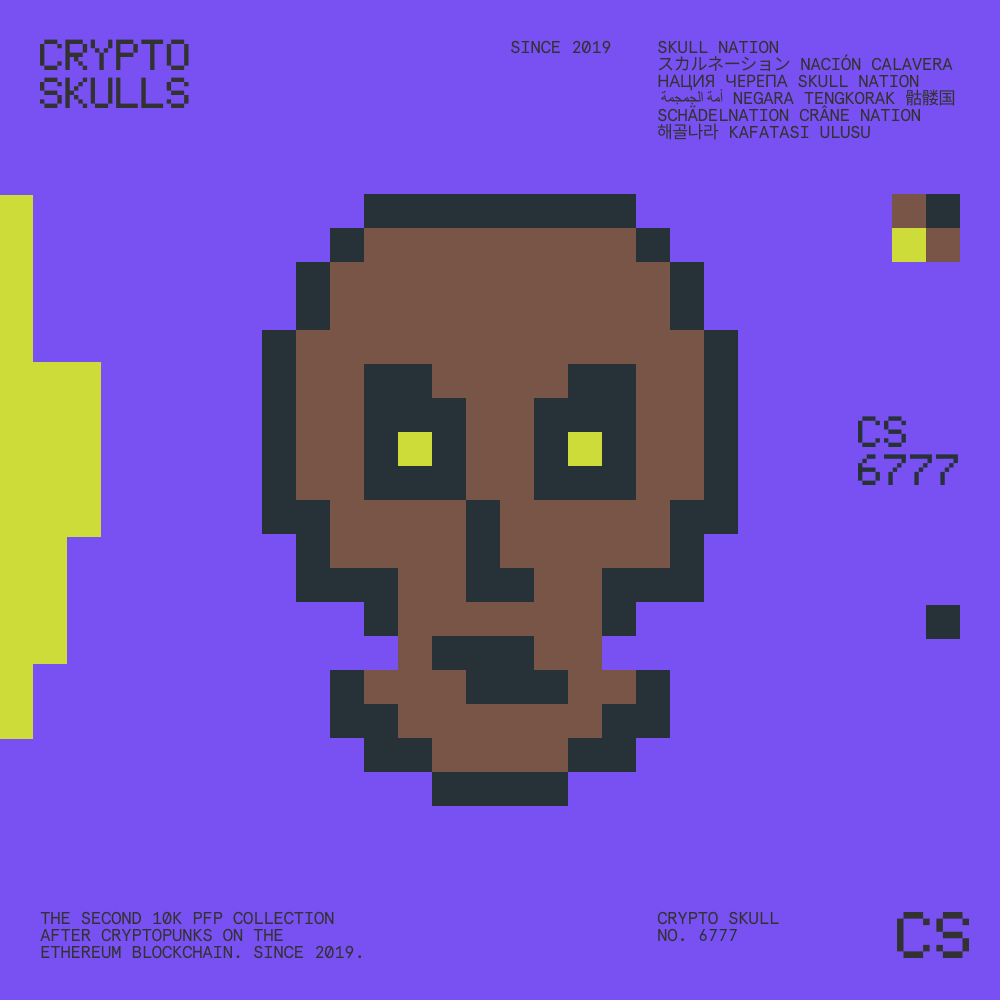 CRYPTO
SKULLS
SINCE 2019
SKULL NATION
スカルネーション NACIÓN CALAVERA
НАЦИЯ ЧЕРЕПА SKULL NATION
أمة الجمجمة NEGARA TENGKORAK 骷髅国
SCHÄDELNATION CRÂNE NATION
해골나라 KAFATASI ULUSU
CS
6777
THE SECOND 10K PFP COLLECTION
AFTER CRYPTOPUNKS ON THE
ETHEREUM BLOCKCHAIN. SINCE 2019.
CRYPTO SKULL
NO. 6777
CS